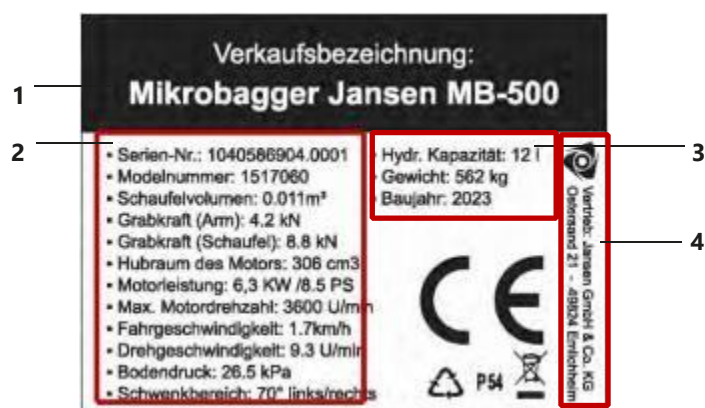 Verkaufsbezeichnung:
1
Mikrobagger Jansen MB-500
2
3
4
▪ Serien-Nr.: 1040586904.0001
▪ Modelnummer: 1517060
▪ Schaufelvolumen: 0.011m³
▪ Grabkraft (Arm): 4.2 kN
▪ Grabkraft (Schaufel): 8.8 kN
▪ Hubraum des Motors: 306 cm3
▪ Motorleistung: 6,3 KW /8.5 PS
▪ Max. Motordrehzahl: 3600 U/min
▪ Fahrgeschwindigkeit: 1.7km/h
▪ Drehgeschwindigkeit: 9.3 U/min
▪ Bodendruck: 26.5 kPa
▪ Schwenkbereich: 70° links/rechts
▪ Hydr. Kapazität: 12 l
▪ Gewicht: 562 kg
▪ Baujahr: 2023
CE
P54
Vertrieb: Jansen GmbH & Co. KG
Ostersand 21 - 49824 Emlichheim